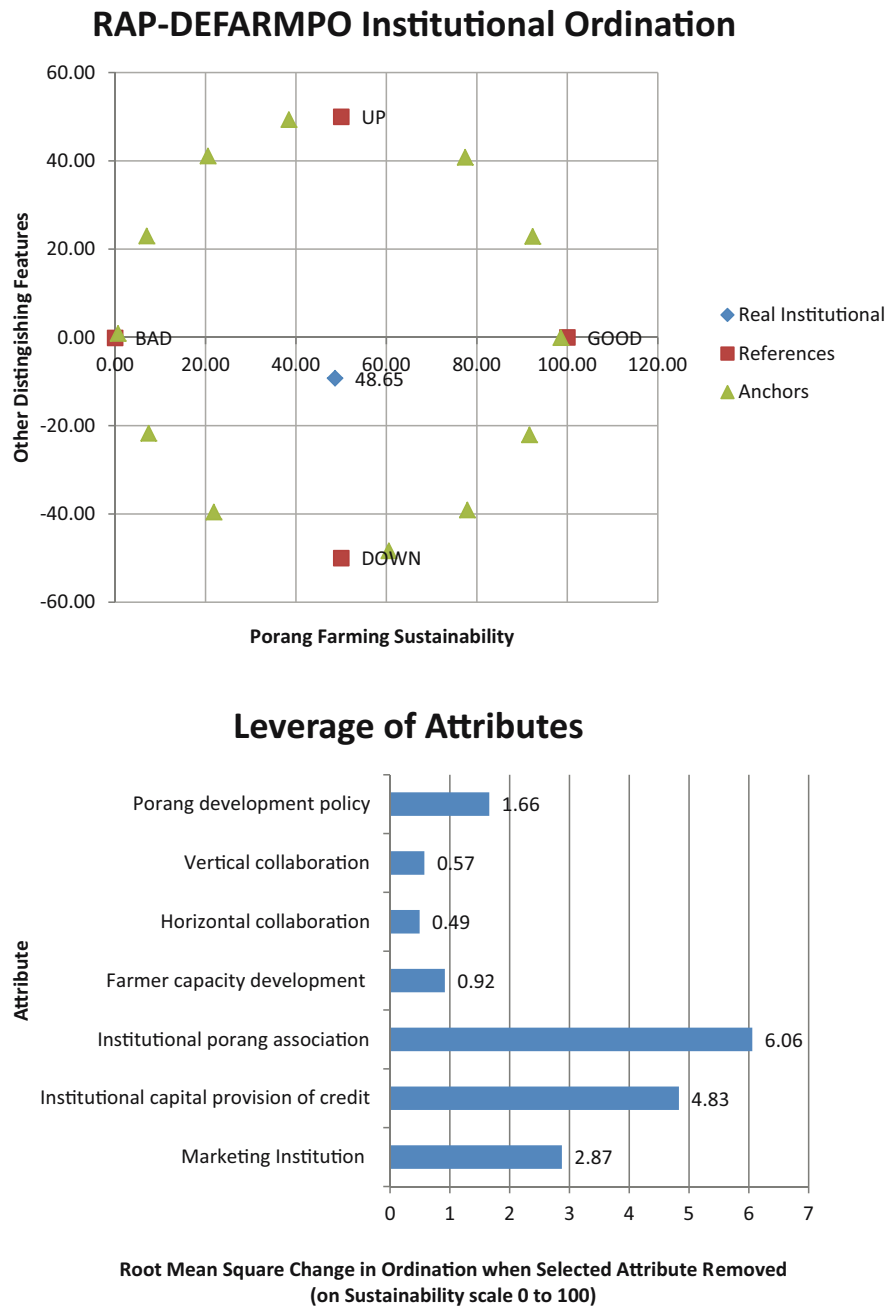 RAP-DEFARMPO Institutional Ordination
60.00
40.00
20.00
0.00
-20.00
-40.00
-60.00
Other Distingishing Features
UP
BAD
GOOD
48.65
DOWN
0.00 20.00 40.00 60.00 80.00 100.00 120.00
Porang Farming Sustainability
Real Institutional
References
Anchors
Leverage of Attributes
Attribute
Porang development policy 1.66
Vertical collaboration 0.57
Horizontal collaboration 0.49
Farmer capacity development 0.92
Institutional porang association 6.06
Institutional capital provision of credit 4.83
Marketing Institution 2.87
0 1 2 3 4 5 6 7
Root Mean Square Change in Ordination when Selected Attribute Removed
(on Sustainability scale 0 to 100)